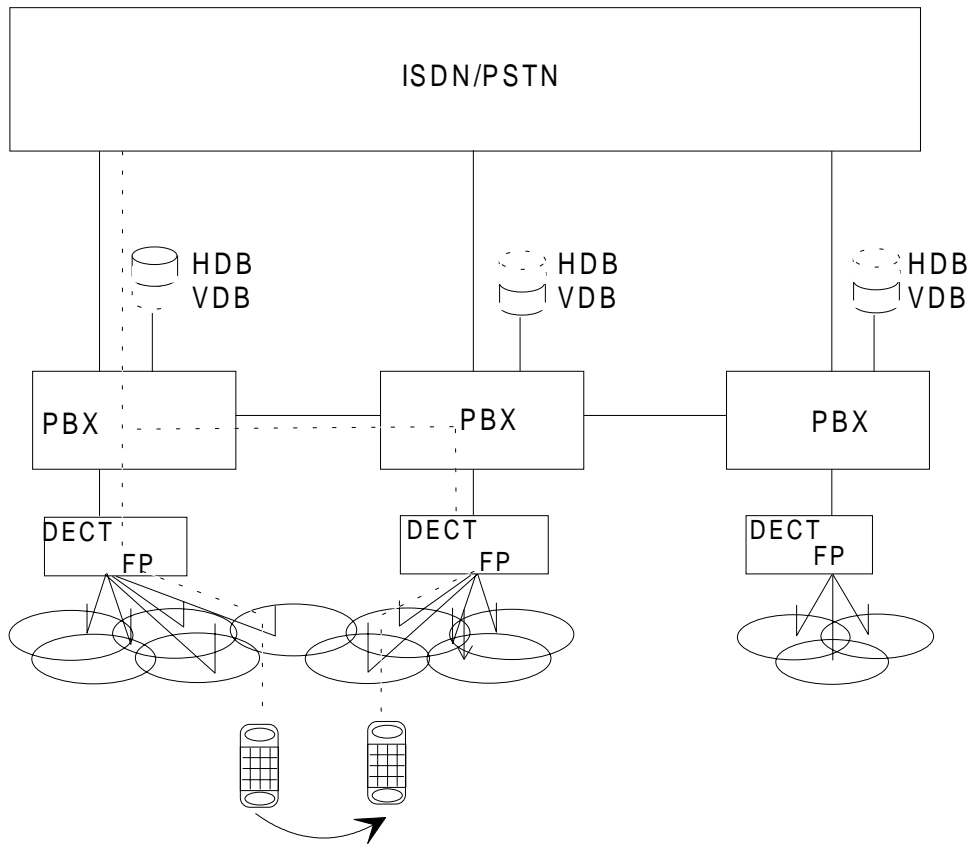 ISDN/PSTN
HDB
VDB
HDB
VDB
HDB
VDB
PBX
PBX
PBX
DECT
FP
DECT
FP
DECT
FP